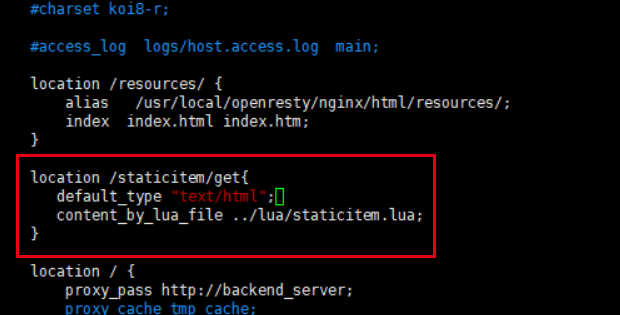 #charset koi8-r;
#access_log logs/host.access.log main;
location /resources/ {
alias /usr/local/openresty/nginx/html/resources/;
index index.html index.htm;
}
location /staticitem/get{
default_type "text/html";
content_by_lua_file ../lua/staticitem.lua;
}
location / {
proxy_pass http://backend_server;
proxy_cache tmp_cache;